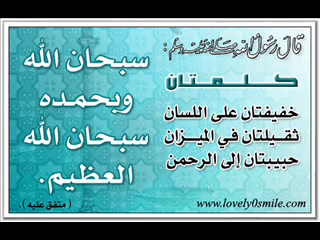 قال رسول الله صلى الله عليه وسلم :
كلمتان
خفيفتان على اللسان
ثقيلتان في الميزان
حبيبتان إلى الرحمن
سبحان الله
وبحمده
سبحان الله
العظيم.
( متفق عليه ).
www.lovely0smile.com